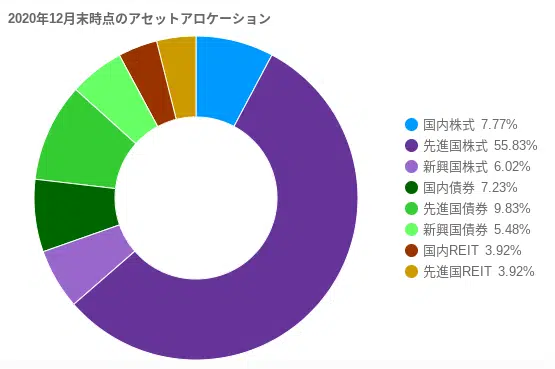 2020年12月末時点のアセットアロケーション
国内株式 7.77%
先進国株式 55.83%
新興国株式 6.02%
国内債券 7.23%
先進国債券 9.83%
新興国債券 5.48%
国内REIT 3.92%
先進国REIT 3.92%